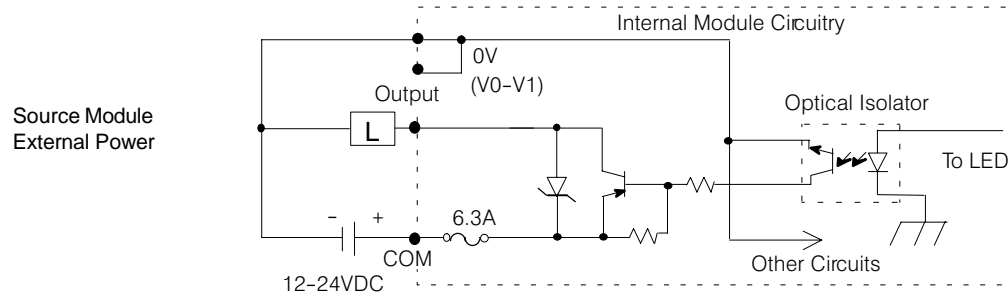 Internal Module Circuitry
0V
(V0-V1)
Output
Optical Isolator
Source Module
External Power
L
To LED
- +
6.3A
COM
Other Circuits
12-24VDC